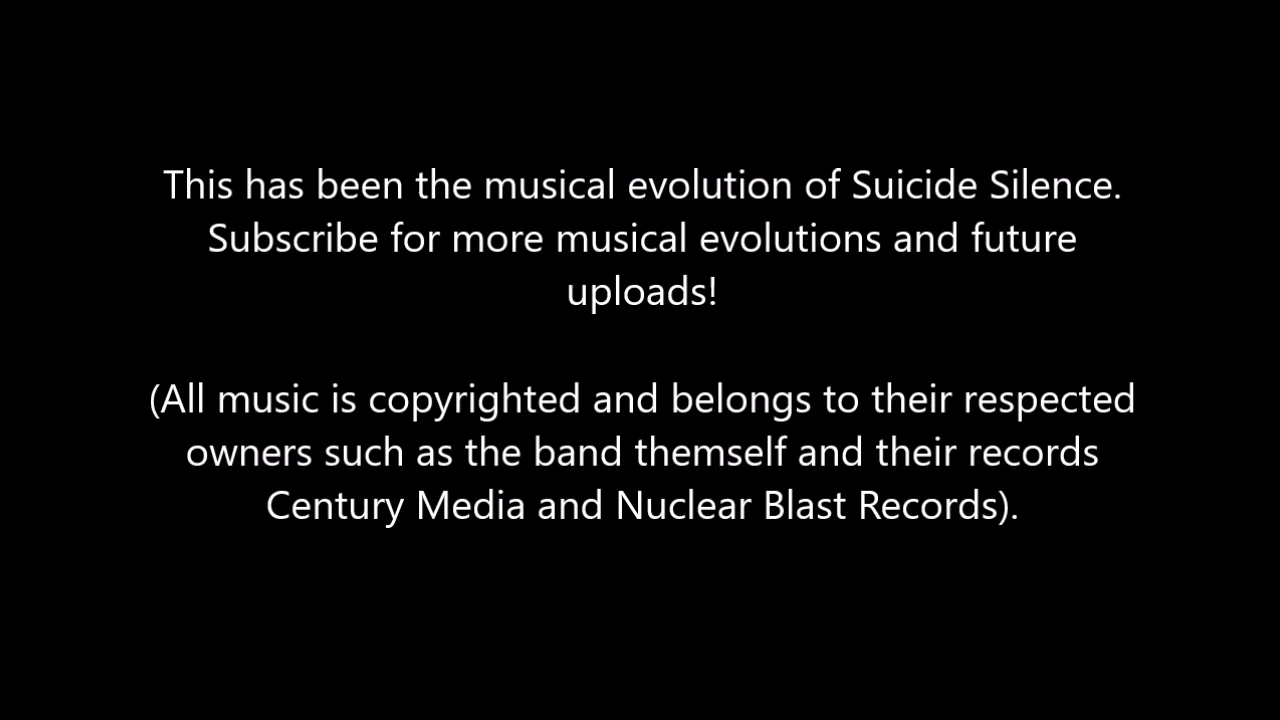 This has been the musical evolution of Suicide Silence.
Subscribe for more musical evolutions and future
uploads!
(All music is copyrighted and belongs to their respected
owners such as the band themself and their records
Century Media and Nuclear Blast Records).